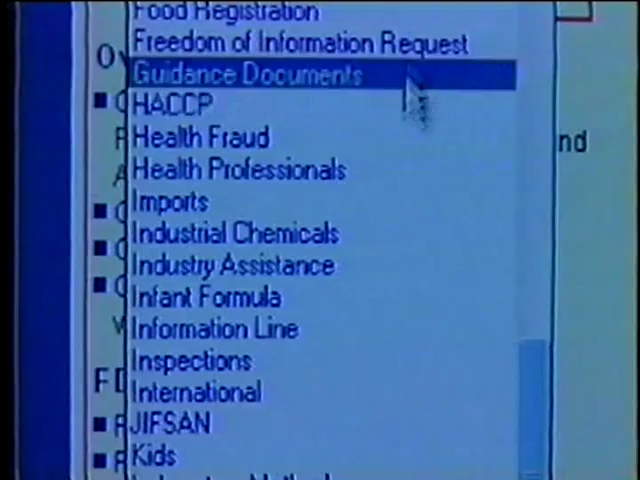 Food Registration
Freedom of Information Request
Guidance Documents
HACCP
Health Fraud
Health Professionals
nd
Imports
Industrial Chemicals
Industry Assistance
Infant Formula
Information Line
Inspections
International
FD
JIFSAN
Kids